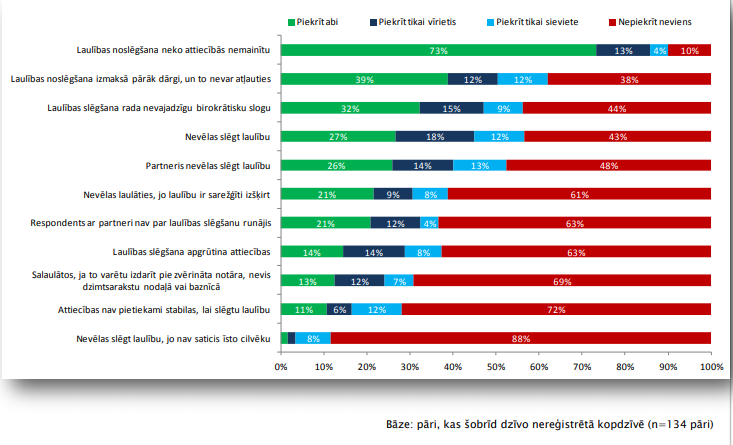 Piekrīt abi Piekrīt tikai vīrietis Piekrīt tikai sieviete Nepiekrīt neviens
Laulības noslēgšana neko attiecībās nemainītu 73% 13% 4% 10%
Laulības noslēgšana izmaksā pārāk dārgi, un to nevar atļauties 39% 12% 12% 38%
Laulības slēgšana rada nevajadzīgu birokrātisku slogu 32% 15% 9% 44%
Nevēlas slēgt laulību 27% 18% 12% 43%
Partneris nevēlas slēgt laulību 26% 14% 13% 48%
Nevēlas laulāties, jo laulību ir sarežģīti izšķirt 21% 9% 8% 61%
Respondents ar partneri nav par laulības slēgšanu runājis 21% 12% 4% 63%
Laulības slēgšana apgrūtina attiecības 14% 14% 8% 63%
Salaulātos, ja to varētu izdarīt pie zvērināta notāra, nevis
dzimtsarakstu nodaļā vai baznīcā 13% 12% 7% 69%
Attiecības nav pietiekami stabilas, lai slēgtu laulību 11% 6% 12% 72%
Nevēlas slēgt laulību, jo nav saticis īsto cilvēku 8% 88%
0% 10% 20% 30% 40% 50% 60% 70% 80% 90% 100%
Bāze: pāri, kas šobrīd dzīvo nereģistrētā kopdzīvē (n=134 pāri)